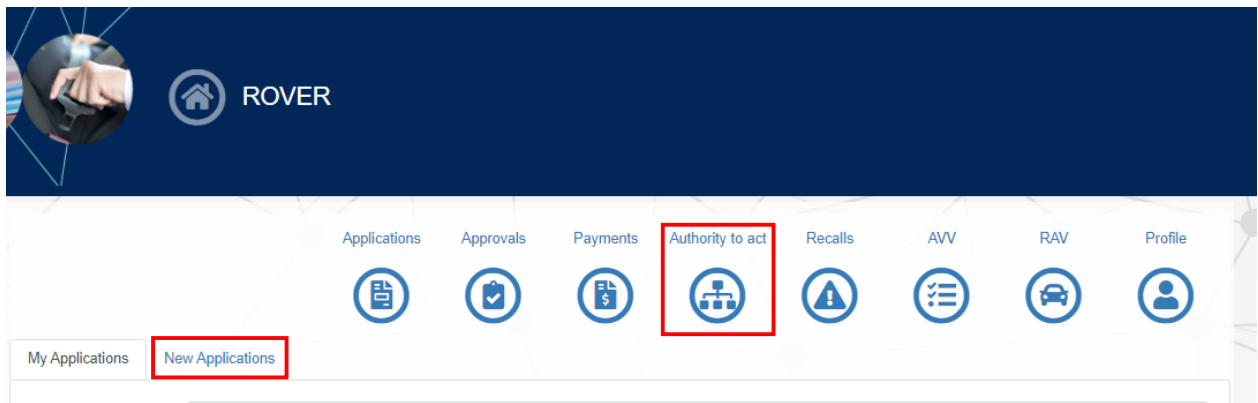 ROVER
Applications Approvals Payments Authority to act Recalls AVV RAV Profile
My Applications New Applications